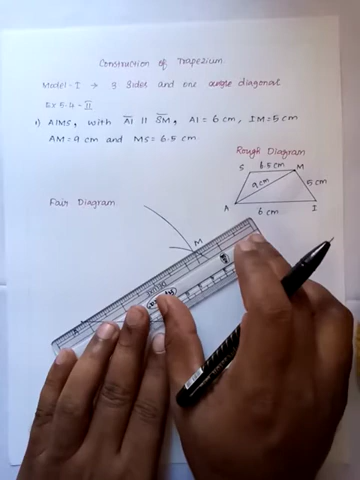 Construction of Trapezium
Model-I → 3 Sides and one diagonal
Ex 5.4 - II
1) AIMS, with AI || SM, AI = 6 cm, IM = 5 cm
AM = 9 cm and MS = 6.5 cm
Rough Diagram
S 6.5 cm M
9 cm 5 cm
A 6 cm I
Fair Diagram
M